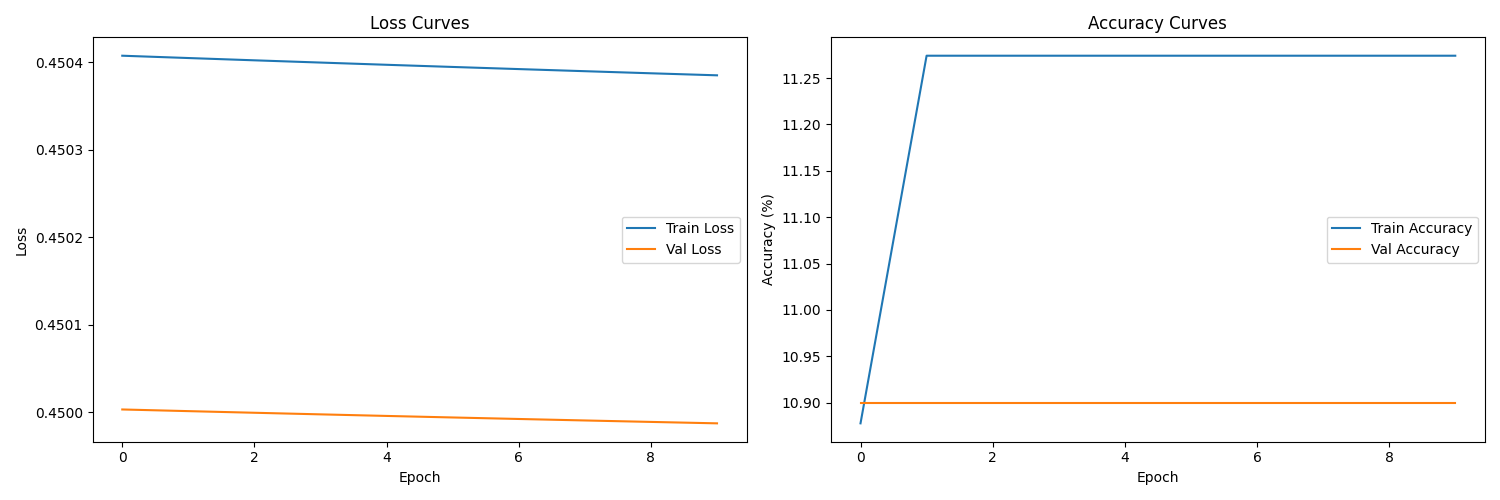 Loss Curves
Loss
0.4504
0.4503
0.4502
0.4501
0.4500
Train Loss
Val Loss
0 2 4 6 8
Epoch
Accuracy Curves
Accuracy (%)
11.25
11.20
11.15
11.10
11.05
11.00
10.95
10.90
Train Accuracy
Val Accuracy
0 2 4 6 8
Epoch